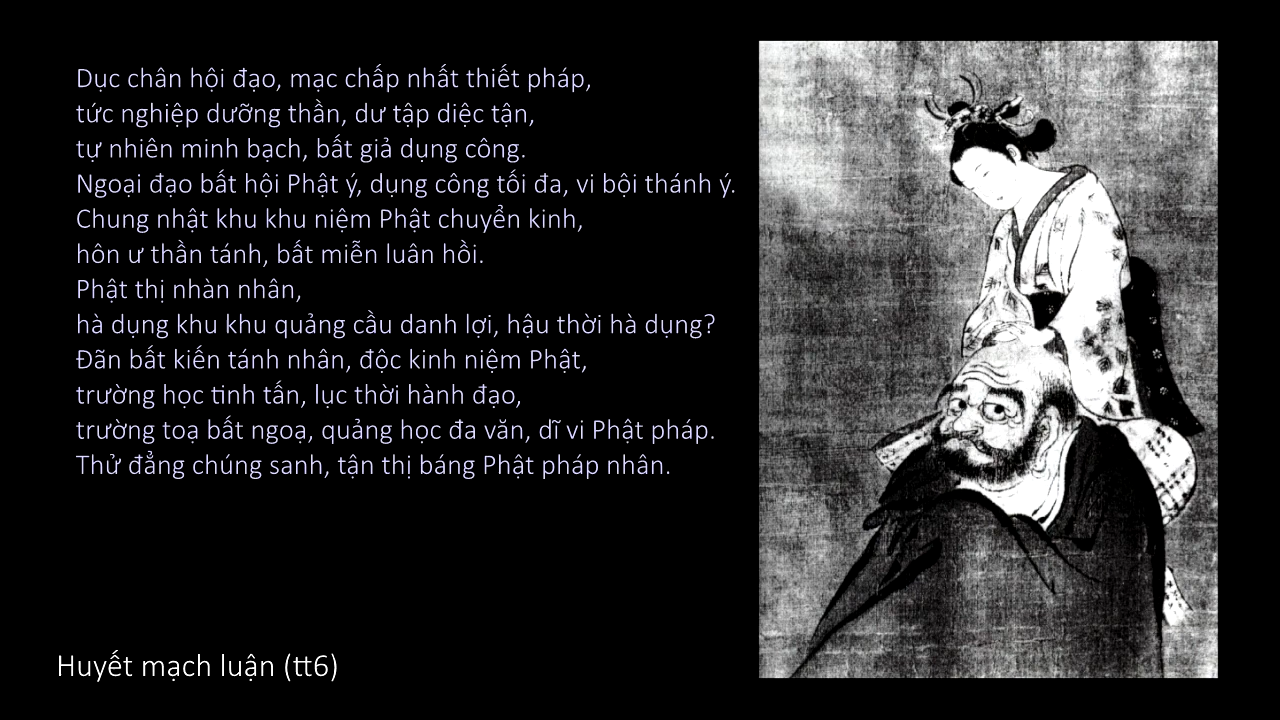 Dục chân hội đạo, mạc chấp nhất thiết pháp,
tức nghiệp dưỡng thần, dư tập diệc tận,
tự nhiên minh bạch, bất giả dụng công.
Ngoại đạo bất hội Phật ý, dụng công tối đa, vi bội thánh ý.
Chung nhật khu khu niệm Phật chuyển kinh,
hôn ư thần tánh, bất miễn luân hồi.
Phật thị nhàn nhân,
hà dụng khu khu quảng cầu danh lợi, hậu thời hà dụng?
Đãn bất kiến tánh nhân, độc kinh niệm Phật,
trường học tinh tấn, lục thời hành đạo,
trường toạ bất ngoạ, quảng học đa văn, dĩ vi Phật pháp.
Thử đẳng chúng sanh, tận thị báng Phật pháp nhân.
Huyết mạch luận (tt6)